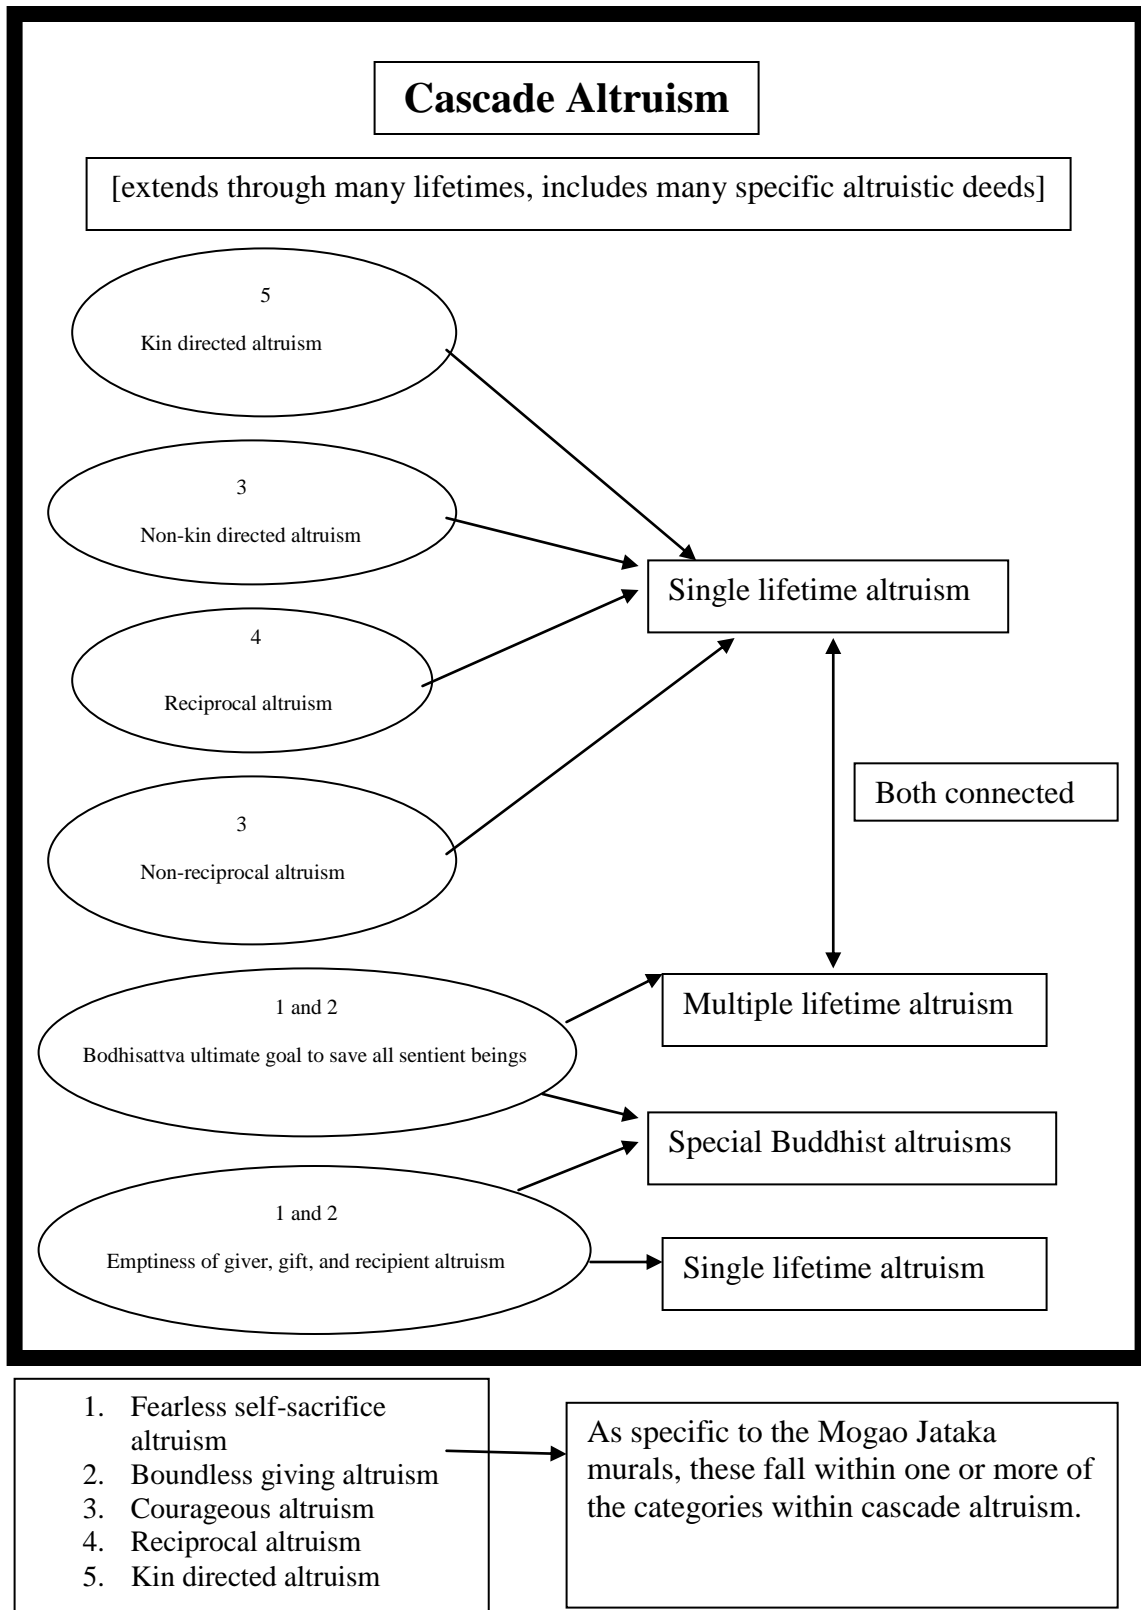 Cascade Altruism
[extends through many lifetimes, includes many specific altruistic deeds]
5
Kin directed altruism
3
Non-kin directed altruism
Single lifetime altruism
4
Reciprocal altruism
Both connected
3
Non-reciprocal altruism
1 and 2
Bodhisattva ultimate goal to save all sentient beings
Multiple lifetime altruism
Special Buddhist altruisms
1 and 2
Emptiness of giver, gift, and recipient altruism
Single lifetime altruism
1. Fearless self-sacrifice
altruism
2. Boundless giving altruism
3. Courageous altruism
4. Reciprocal altruism
5. Kin directed altruism
As specific to the Mogao Jataka
murals, these fall within one or more of
the categories within cascade altruism.